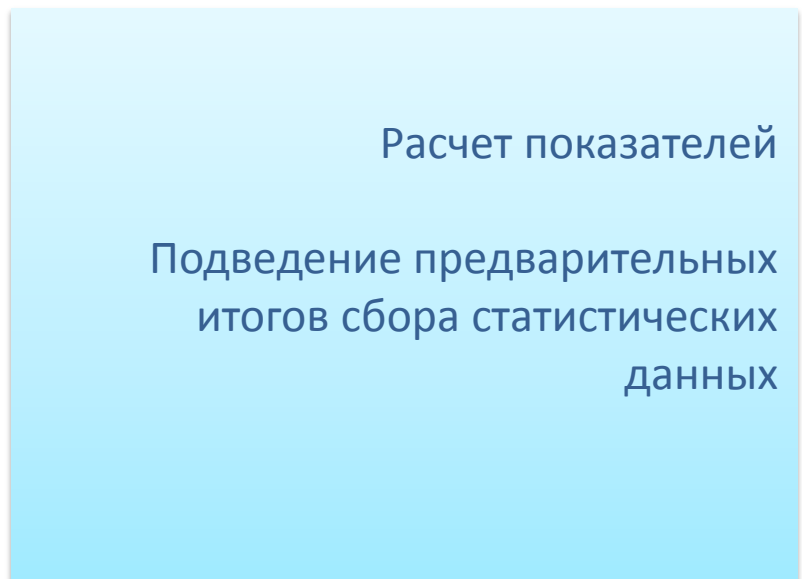 Расчет показателей
Подведение предварительных
итогов сбора статистических
данных